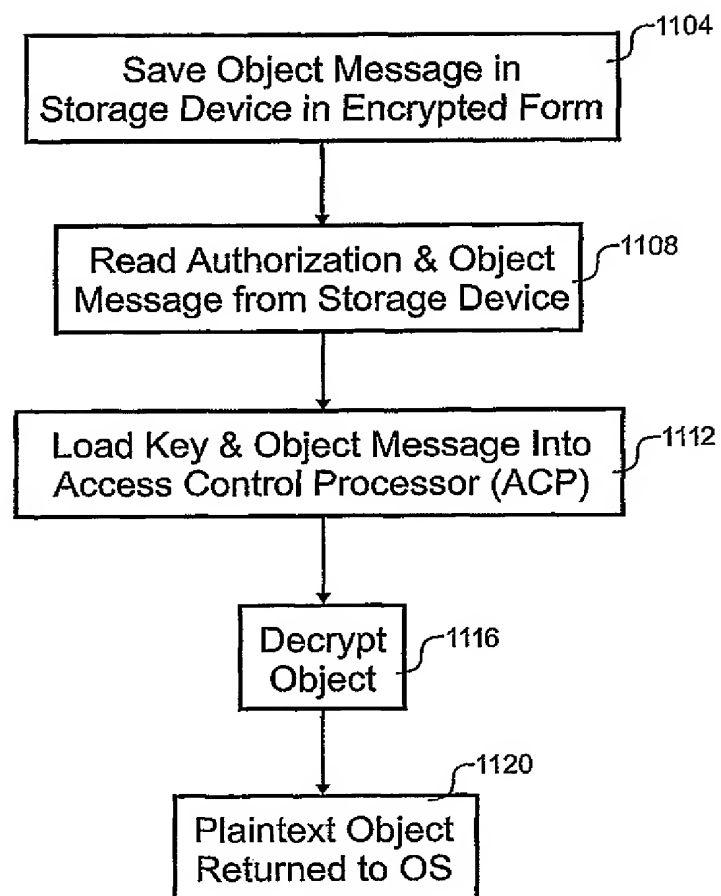 1104
Save Object Message in
Storage Device in Encrypted Form
1108
Read Authorization & Object
Message from Storage Device
1112
Load Key & Object Message Into
Access Control Processor (ACP)
1116
Decrypt
Object
1120
Plaintext Object
Returned to OS